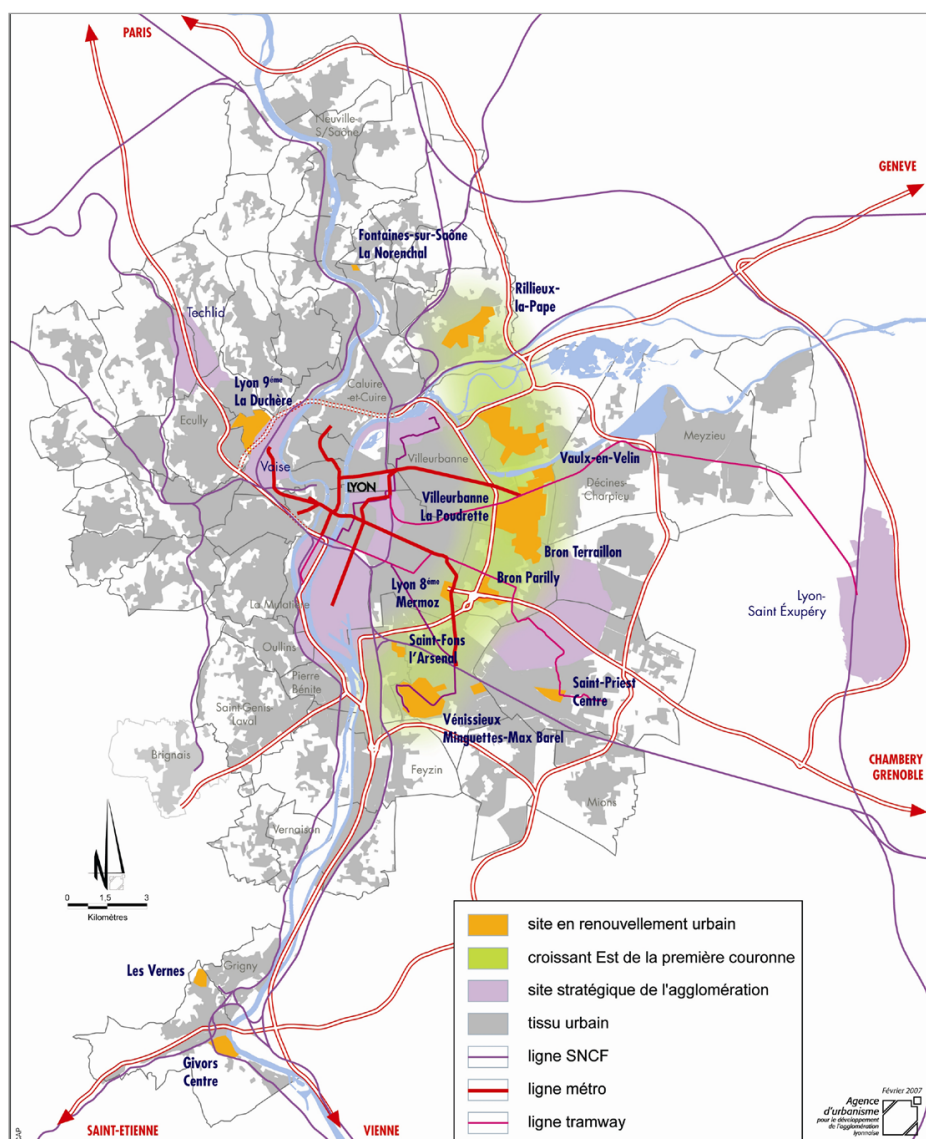 PARIS
GENEVE
Neuville-
S/Saône
Fontaines-sur-Saône
La Norenchal
Rillieux-
la-Pape
Techlid
Lyon 9ème
La Duchère
Caluire
-et-Cuire
Ecully
Meyzieu
Vaise
Villeurbanne
Vaulx-en-Velin
LYON
Décines-
Charpieu
Villeurbanne
La Poudrette
Bron Terraillon
Bron Parilly
Lyon 8ème
Mermoz
Lyon-
Saint Éxupéry
La Mulatière
Saint-Fons
l'Arsenal
Oullins
Pierre
Bénite
Saint-Priest
Centre
Saint-Genis-
Laval
Vénissieux
Minguettes-Max Barel
Brignais
CHAMBERY
GRENOBLE
Feyzin
Mions
Vernaison
N
0 1,5 3
Kilomètres
Les Vernes
Grigny
Givors
Centre
SAINT-ETIENNE
VIENNE
site en renouvellement urbain
croissant Est de la première couronne
site stratégique de l'agglomération
tissu urbain
ligne SNCF
ligne métro
ligne tramway
Février 2007
Agence
d'urbanisme
pour le développement
de l'agglomération
lyonnaise